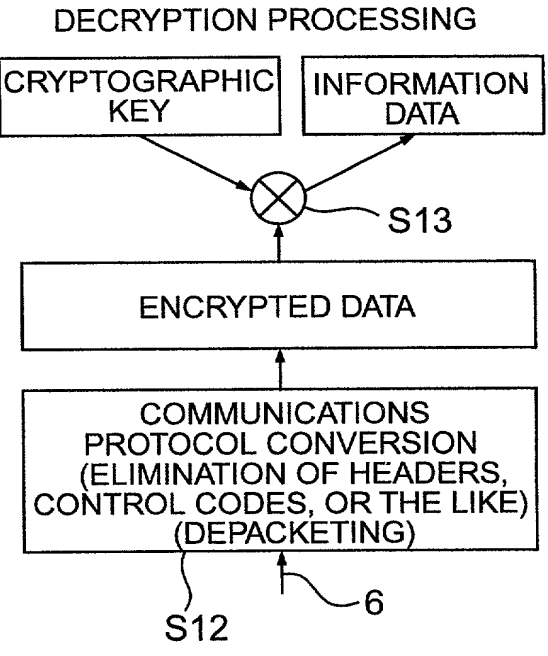 DECRYPTION PROCESSING
CRYPTOGRAPHIC
KEY
INFORMATION
DATA
S13
ENCRYPTED DATA
COMMUNICATIONS
PROTOCOL CONVERSION
(ELIMINATION OF HEADERS,
CONTROL CODES, OR THE LIKE)
(DEPACKETING)
6
S12